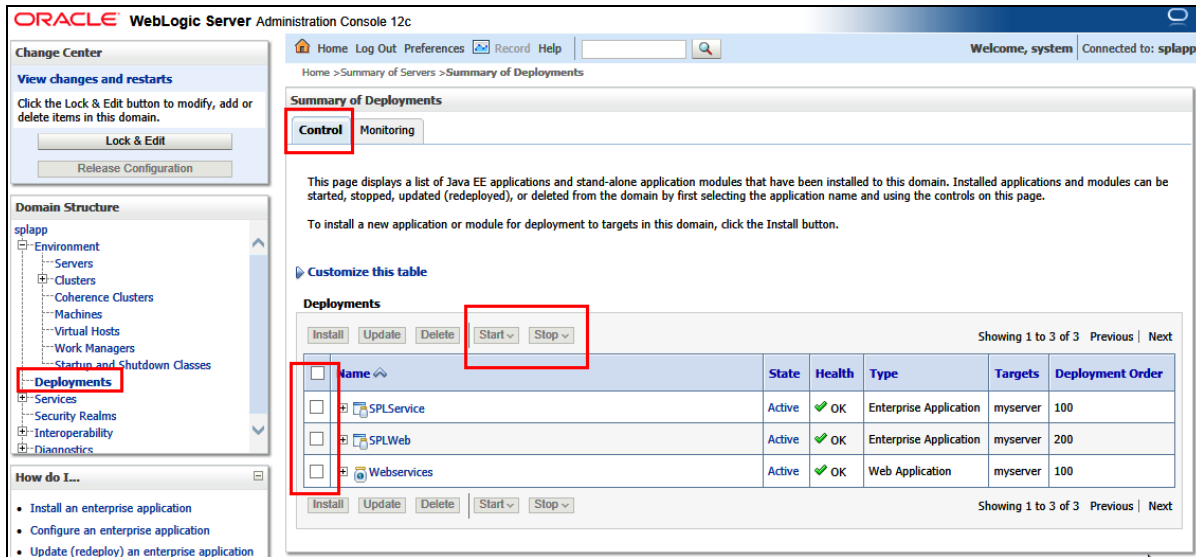 ORACLE WebLogic Server Administration Console 12c
Change Center
View changes and restarts
Click the Lock & Edit button to modify, add or
delete items in this domain.
Lock & Edit
Release Configuration
Domain Structure
splapp
Environment
Servers
Clusters
Coherence Clusters
Machines
Virtual Hosts
Work Managers
Startup and Shutdown Classes
Deployments
Services
Security Realms
Interoperability
Diagnostics
How do I...
Install an enterprise application
Configure an enterprise application
Update (redeploy) an enterprise application
Home Log Out Preferences Record Help
Welcome, system Connected to: splapp
Home >Summary of Servers >Summary of Deployments
Summary of Deployments
Control Monitoring
This page displays a list of Java EE applications and stand-alone application modules that have been installed to this domain. Installed applications and modules can be
started, stopped, updated (redeployed), or deleted from the domain by first selecting the application name and using the controls on this page.
To install a new application or module for deployment to targets in this domain, click the Install button.
Customize this table
Deployments
Install Update Delete Start Stop Showing 1 to 3 of 3 Previous | Next
Name State Health Type Targets Deployment Order
SPLService Active OK Enterprise Application myserver 100
SPLWeb Active OK Enterprise Application myserver 200
Webservices Active OK Web Application myserver 100
Install Update Delete Start Stop Showing 1 to 3 of 3 Previous | Next